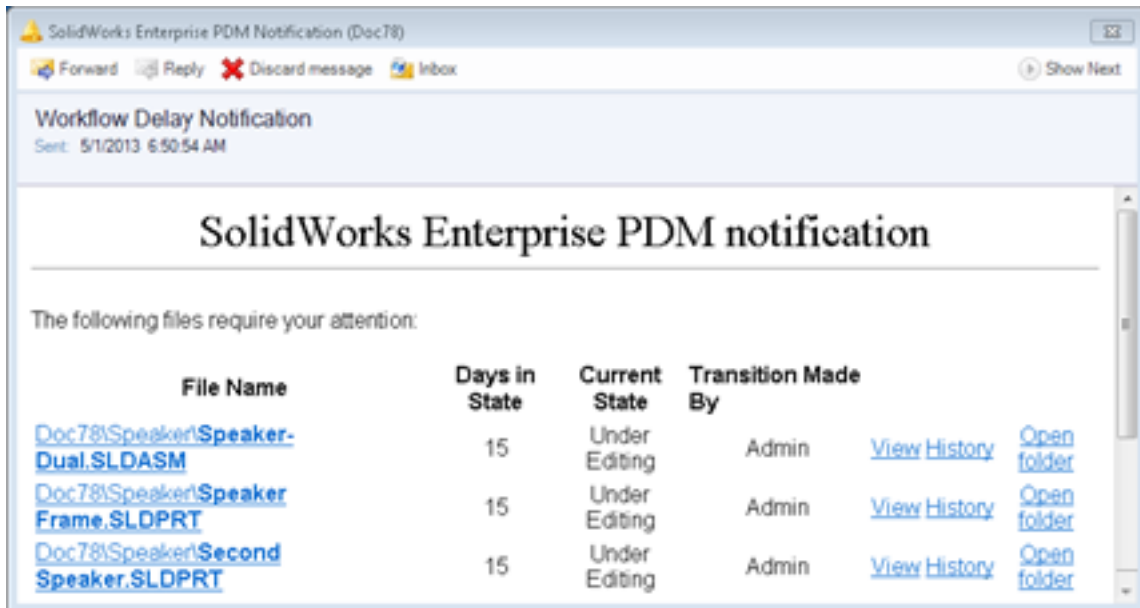 SolidWorks Enterprise PDM Notification (Doc78)
Forward Reply Discard message Inbox Show Next
Workflow Delay Notification
Sent: 5/1/2013 6:50:54 AM
SolidWorks Enterprise PDM notification
The following files require your attention:
File Name Days in State Current State Transition Made By
Doc78\Speaker\Speaker-Dual.SLDASM 15 Under Editing Admin View History Open folder
Doc78\Speaker\Speaker Frame.SLDPRT 15 Under Editing Admin View History Open folder
Doc78\Speaker\Second Speaker.SLDPRT 15 Under Editing Admin View History Open folder